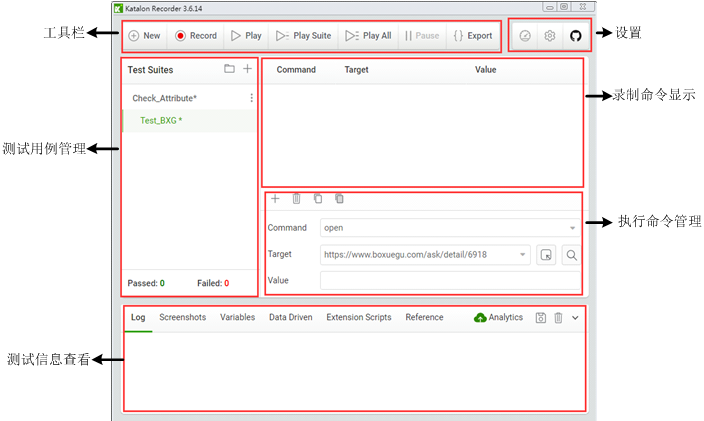 Katalon Recorder 3.6.14
工具栏
New Record Play Play Suite Play All Pause Export
设置
Test Suites
Command Target Value
Check_Attribute*
录制命令显示
Test_BXG *
测试用例管理
执行命令管理
Command open
Target https://www.boxuegu.com/ask/detail/6918
Value
Passed: 0 Failed: 0
Log Screenshots Variables Data Driven Extension Scripts Reference Analytics
测试信息查看